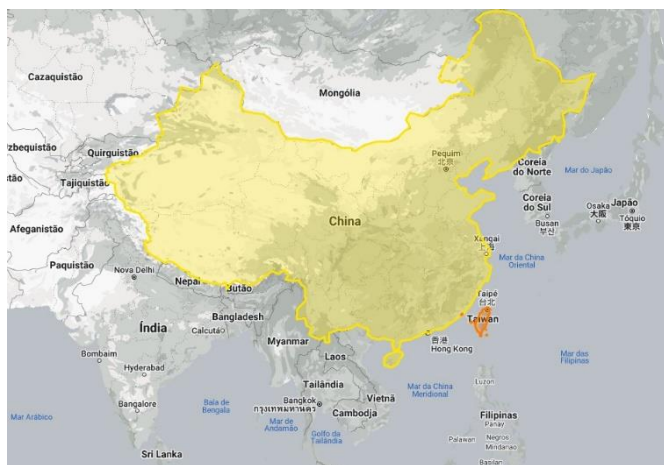 Cazaquistão
Mongólia
Uzbequistão
Quirguistão
Tajiquistão
Pequim
北京
Coreia
do Norte
Mar do Japão
Coreia
do Sul
Busan
부산
Osaka
大阪
Japão
Tóquio
東京
Afeganistão
China
Xangai
上海
Mar da China
Oriental
Paquistão
Nova Delhi
Nepal
Butão
Bangladesh
Taipé
台北
Taiwan
Índia
Calcutá
Myanmar
香港
Hong Kong
Laos
Bombaim
Hyderabad
Mar das
Filipinas
Luzon
Tailândia
Vietnã
Mar da China
Meridional
Baía de
Bengala
Bangalore
Bangkok
กรุงเทพมหานคร
Camboja
Filipinas
Panay
Mar Arábico
Mar de
Andamão
Golfo da
Tailândia
Palawan
Negros
Mindanao
Sri Lanka
Basilan